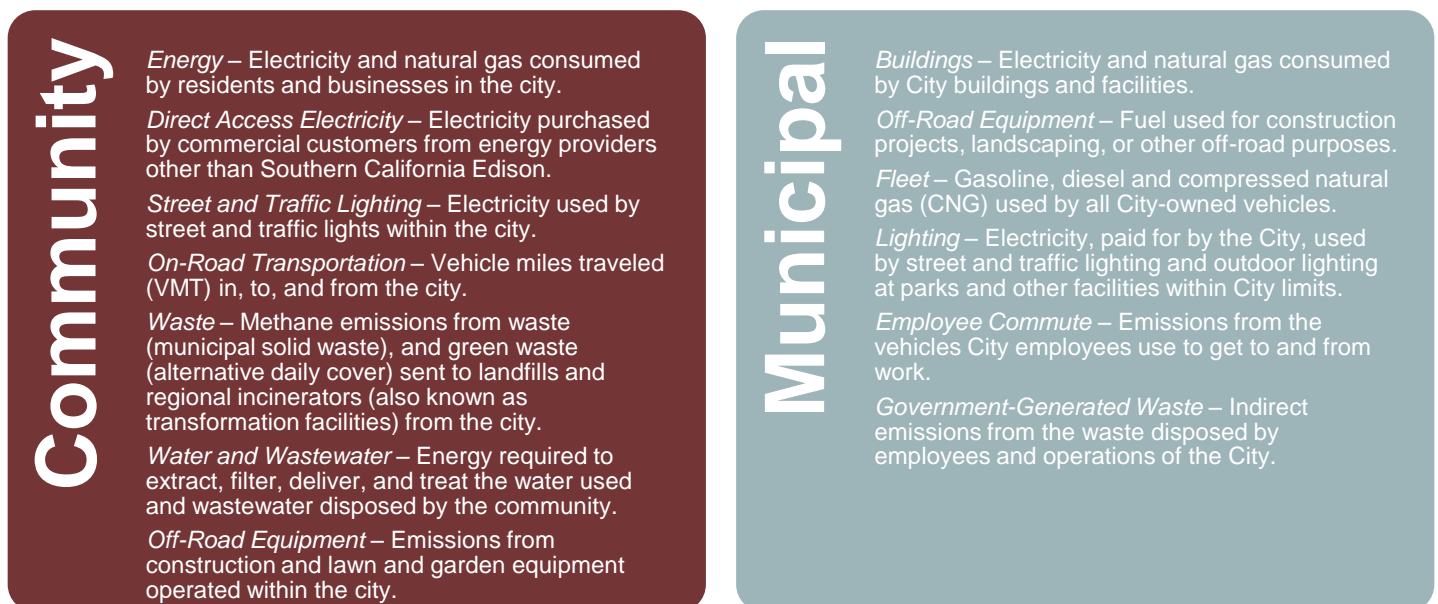 Community
Energy – Electricity and natural gas consumed
by residents and businesses in the city.
Direct Access Electricity – Electricity purchased
by commercial customers from energy providers
other than Southern California Edison.
Street and Traffic Lighting – Electricity used by
street and traffic lights within the city.
On-Road Transportation – Vehicle miles traveled
(VMT) in, to, and from the city.
Waste – Methane emissions from waste
(municipal solid waste), and green waste
(alternative daily cover) sent to landfills and
regional incinerators (also known as
transformation facilities) from the city.
Water and Wastewater – Energy required to
extract, filter, deliver, and treat the water used
and wastewater disposed by the community.
Off-Road Equipment – Emissions from
construction and lawn and garden equipment
operated within the city.
Municipal
Buildings – Electricity and natural gas consumed
by City buildings and facilities.
Off-Road Equipment – Fuel used for construction
projects, landscaping, or other off-road purposes.
Fleet – Gasoline, diesel and compressed natural
gas (CNG) used by all City-owned vehicles.
Lighting – Electricity, paid for by the City, used
by street and traffic lighting and outdoor lighting
at parks and other facilities within City limits.
Employee Commute – Emissions from the
vehicles City employees use to get to and from
work.
Government-Generated Waste – Indirect
emissions from the waste disposed by
employees and operations of the City.